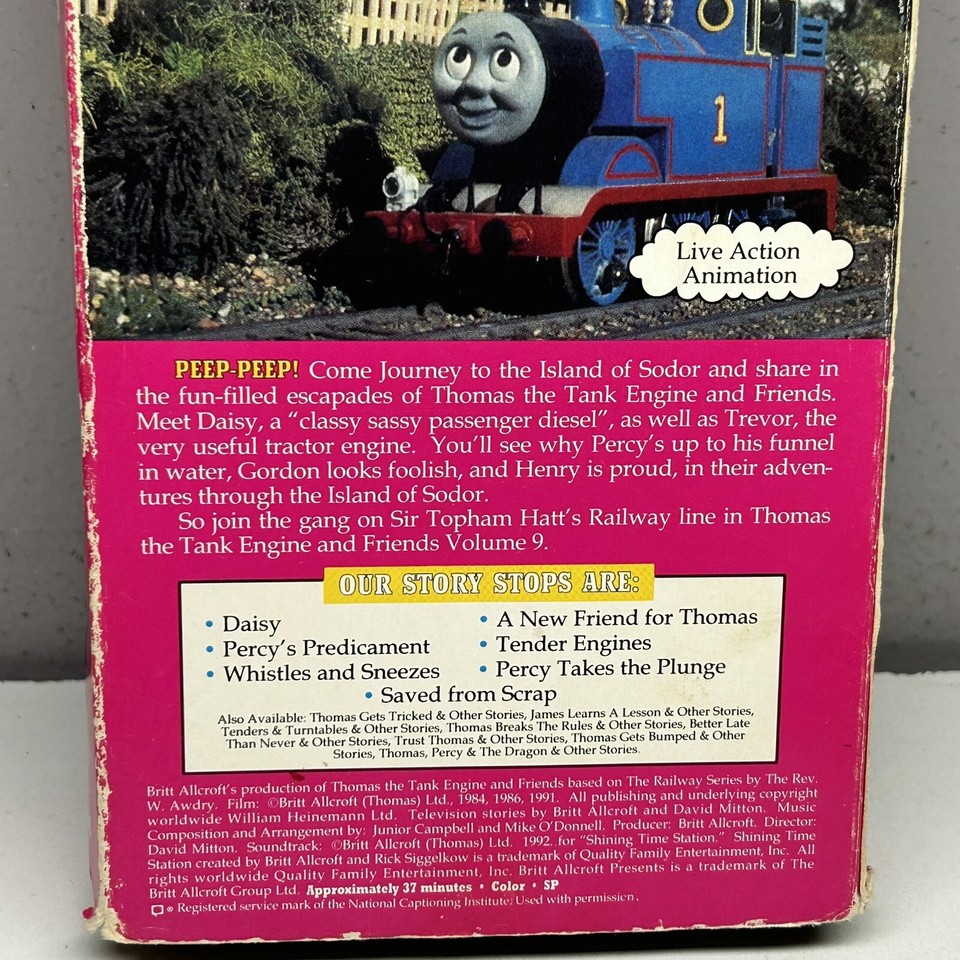 1
Live Action
Animation
PEEP-PEEP! Come Journey to the Island of Sodor and share in
the fun-filled escapades of Thomas the Tank Engine and Friends.
Meet Daisy, a “classy sassy passenger diesel”, as well as Trevor, the
very useful tractor engine. You'll see why Percy's up to his funnel
in water, Gordon looks foolish, and Henry is proud, in their adven-
tures through the Island of Sodor.
So join the gang on Sir Topham Hatt's Railway line in Thomas
the Tank Engine and Friends Volume 9.
OUR STORY STOPS ARE:
• Daisy
• Percy's Predicament
• Whistles and Sneezes
• A New Friend for Thomas
• Tender Engines
• Percy Takes the Plunge
• Saved from Scrap
Also Available: Thomas Gets Tricked & Other Stories, James Learns A Lesson & Other Stories,
Tenders & Turntables & Other Stories, Thomas Breaks The Rules & Other Stories, Better Late
Than Never & Other Stories, Trust Thomas & Other Stories, Thomas Gets Bumped & Other
Stories, Thomas, Percy & The Dragon & Other Stories.
Britt Allcroft's production of Thomas the Tank Engine and Friends based on The Railway Series by The Rev.
W. Awdry. Film: ©Britt Allcroft (Thomas) Ltd., 1984, 1986, 1991. All publishing and underlying copyright
worldwide William Heinemann Ltd. Television stories by Britt Allcroft and David Mitton. Music
Composition and Arrangement by: Junior Campbell and Mike O'Donnell. Producer: Britt Allcroft. Director:
David Mitton. Soundtrack: ©Britt Allcroft (Thomas) Ltd. 1992. for “Shining Time Station.” Shining Time
Station created by Britt Allcroft and Rick Siggelkow is a trademark of Quality Family Entertainment, Inc. All
rights worldwide Quality Family Entertainment, Inc. Britt Allcroft Presents is a trademark of The
Britt Allcroft Group Ltd. Approximately 37 minutes • Color • SP
® Registered service mark of the National Captioning Institute. Used with permission.